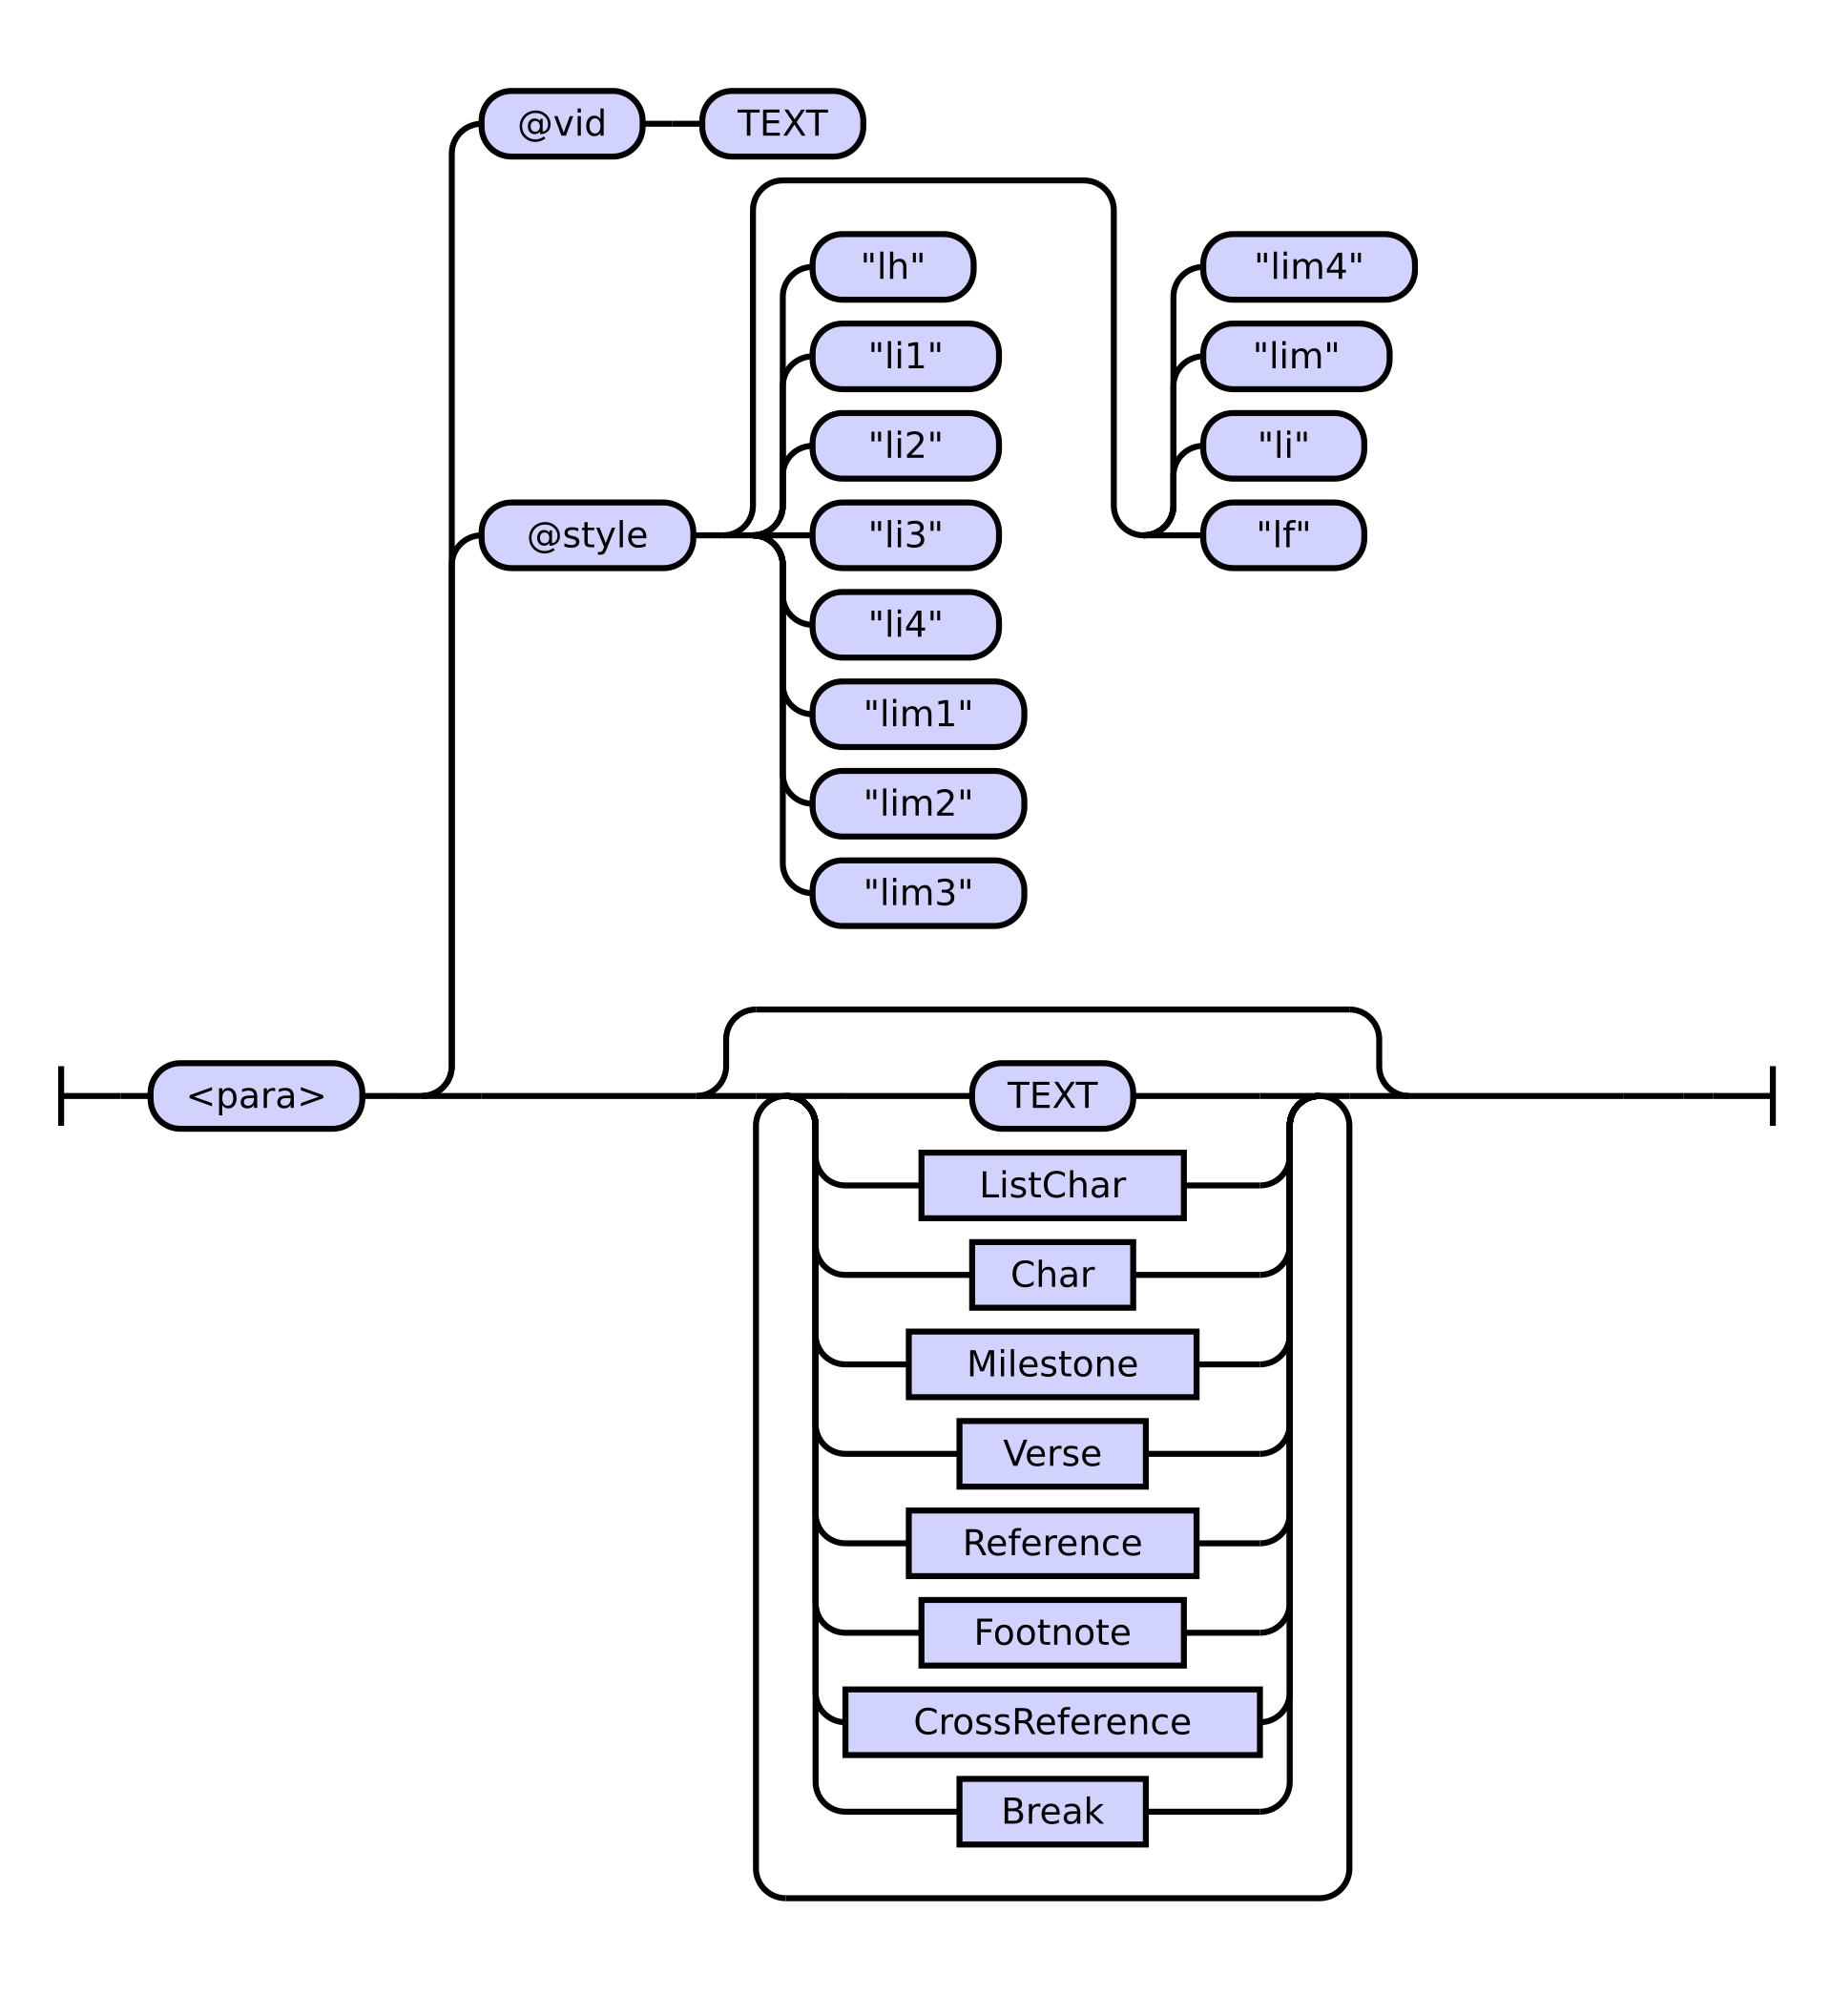 @vid TEXT
"lh" "lim4"
"li1" "lim"
"li2" "li"
@style "li3" "lf"
"li4"
"lim1"
"lim2"
"lim3"
<para> TEXT
ListChar
Char
Milestone
Verse
Reference
Footnote
CrossReference
Break